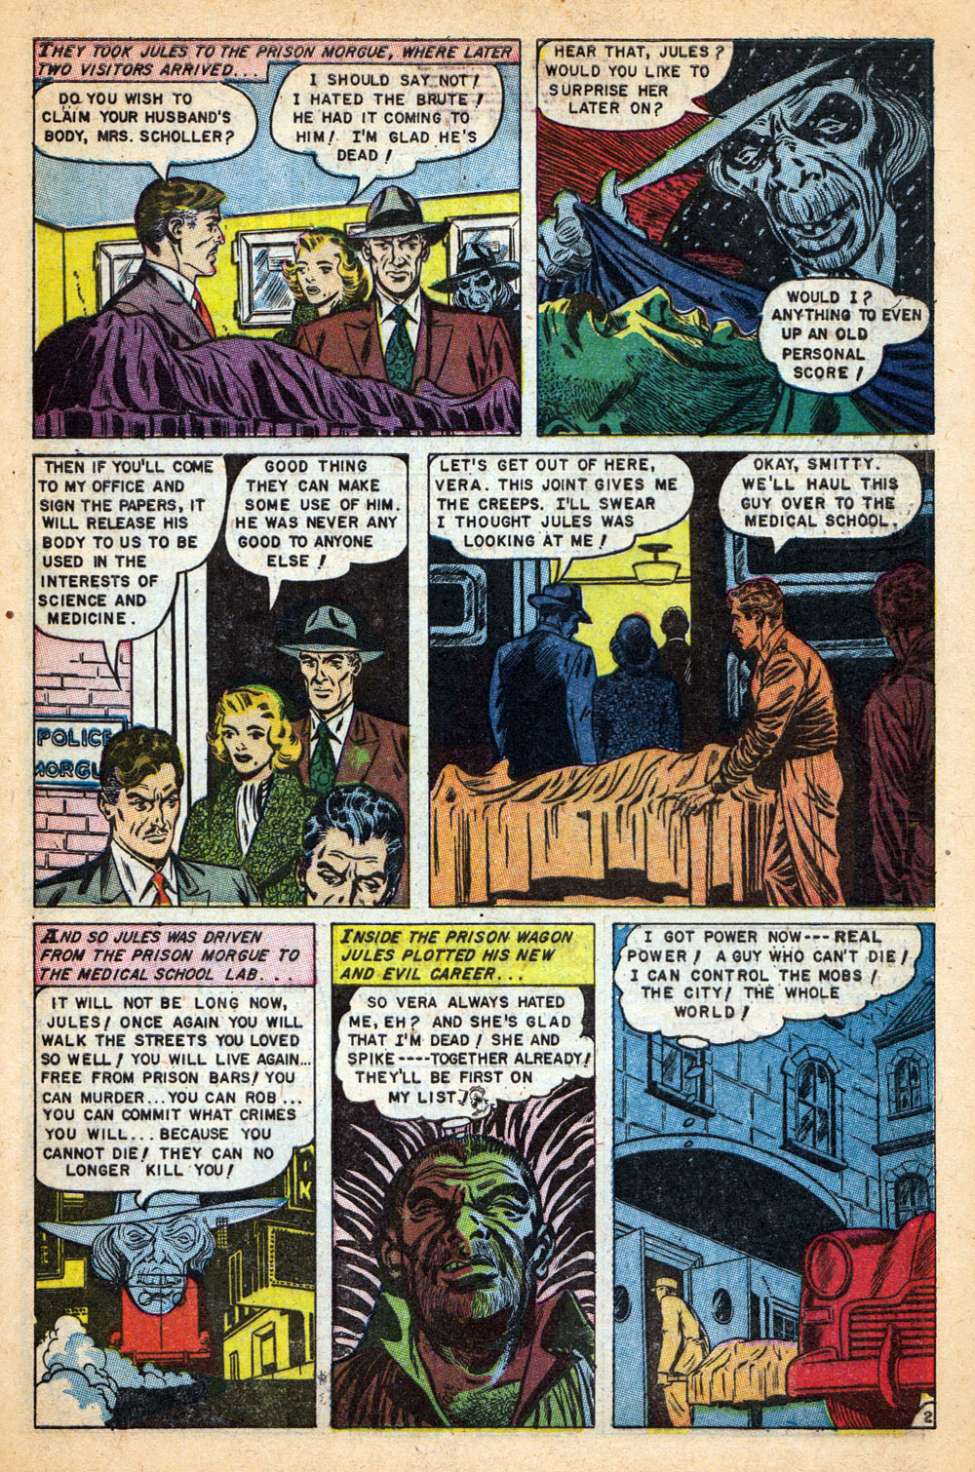 THEY TOOK JULES TO THE PRISON MORGUE, WHERE LATER
TWO VISITORS ARRIVED...
DO YOU WISH TO
CLAIM YOUR HUSBAND'S
BODY, MRS. SCHOLLER?
I SHOULD SAY NOT!
I HATED THE BRUTE!
HE HAD IT COMING TO
HIM! I'M GLAD HE'S
DEAD!
HEAR THAT, JULES?
WOULD YOU LIKE TO
SURPRISE HER
LATER ON?
WOULD I?
ANYTHING TO EVEN
UP AN OLD
PERSONAL
SCORE!
THEN IF YOU'LL COME
TO MY OFFICE AND
SIGN THE PAPERS, IT
WILL RELEASE HIS
BODY TO US TO BE
USED IN THE
INTERESTS OF
SCIENCE AND
MEDICINE.
GOOD THING
THEY CAN MAKE
SOME USE OF HIM.
HE WAS NEVER ANY
GOOD TO ANYONE
ELSE!
POLICE
MORGU
LET'S GET OUT OF HERE,
VERA. THIS JOINT GIVES ME
THE CREEPS. I'LL SWEAR
I THOUGHT JULES WAS
LOOKING AT ME!
OKAY, SMITTY.
WE'LL HAUL THIS
GUY OVER TO THE
MEDICAL SCHOOL.
AND SO JULES WAS DRIVEN
FROM THE PRISON MORGUE TO
THE MEDICAL SCHOOL LAB...
IT WILL NOT BE LONG NOW,
JULES! ONCE AGAIN YOU WILL
WALK THE STREETS YOU LOVED
SO WELL! YOU WILL LIVE AGAIN...
FREE FROM PRISON BARS! YOU
CAN MURDER...YOU CAN ROB...
YOU CAN COMMIT WHAT CRIMES
YOU WILL... BECAUSE YOU
CANNOT DIE! THEY CAN NO
LONGER KILL YOU!
K
INSIDE THE PRISON WAGON
JULES PLOTTED HIS NEW
AND EVIL CAREER...
SO VERA ALWAYS HATED
ME, EH? AND SHE'S GLAD
THAT I'M DEAD! SHE AND
SPIKE----TOGETHER ALREADY!
THEY'LL BE FIRST ON
MY LIST!
I GOT POWER NOW---REAL
POWER! A GUY WHO CAN'T DIE!
I CAN CONTROL THE MOBS!
THE CITY! THE WHOLE
WORLD!
2